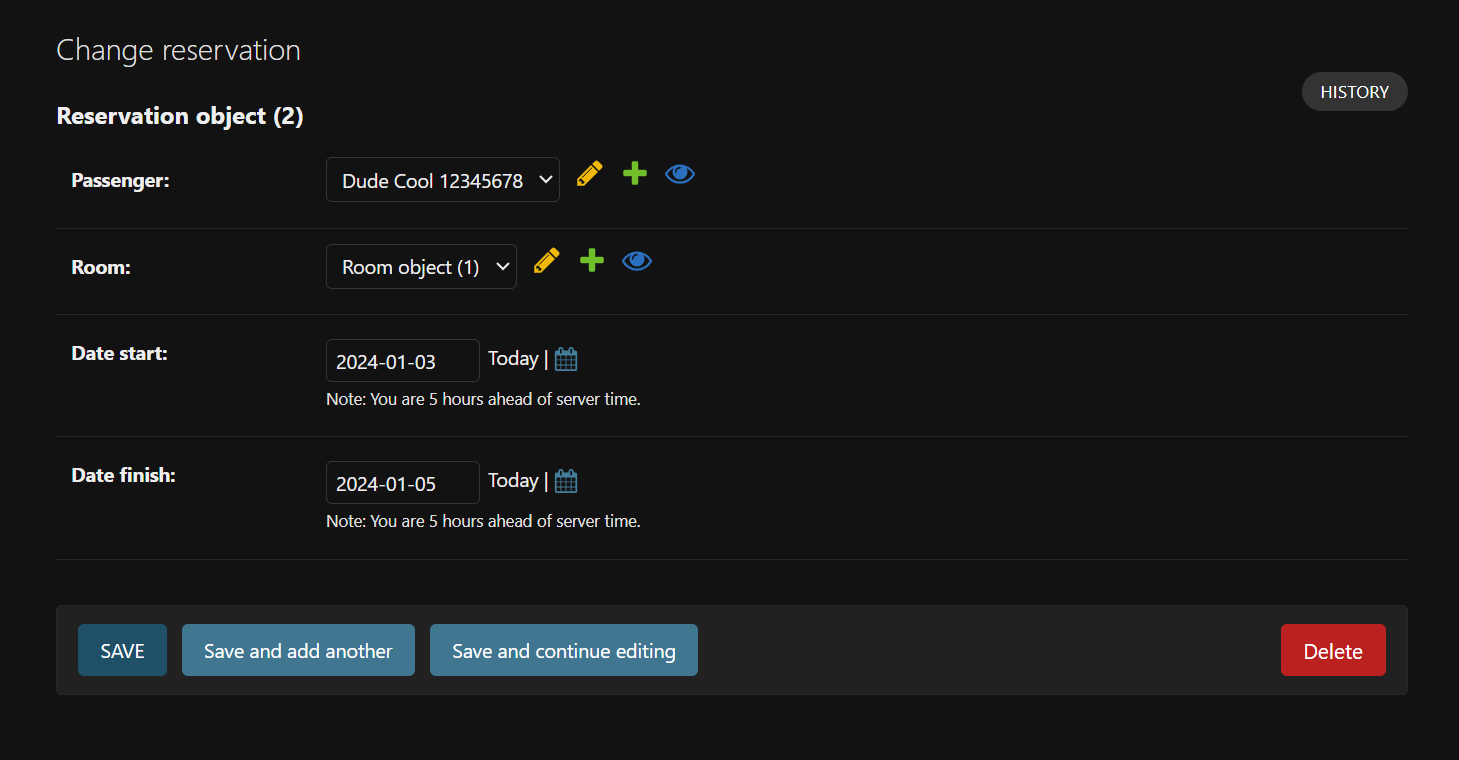 Change reservation
HISTORY
Reservation object (2)
Passenger: Dude Cool 12345678
Room: Room object (1)
Date start: 2024-01-03 Today |
Note: You are 5 hours ahead of server time.
Date finish: 2024-01-05 Today |
Note: You are 5 hours ahead of server time.
SAVE Save and add another Save and continue editing Delete